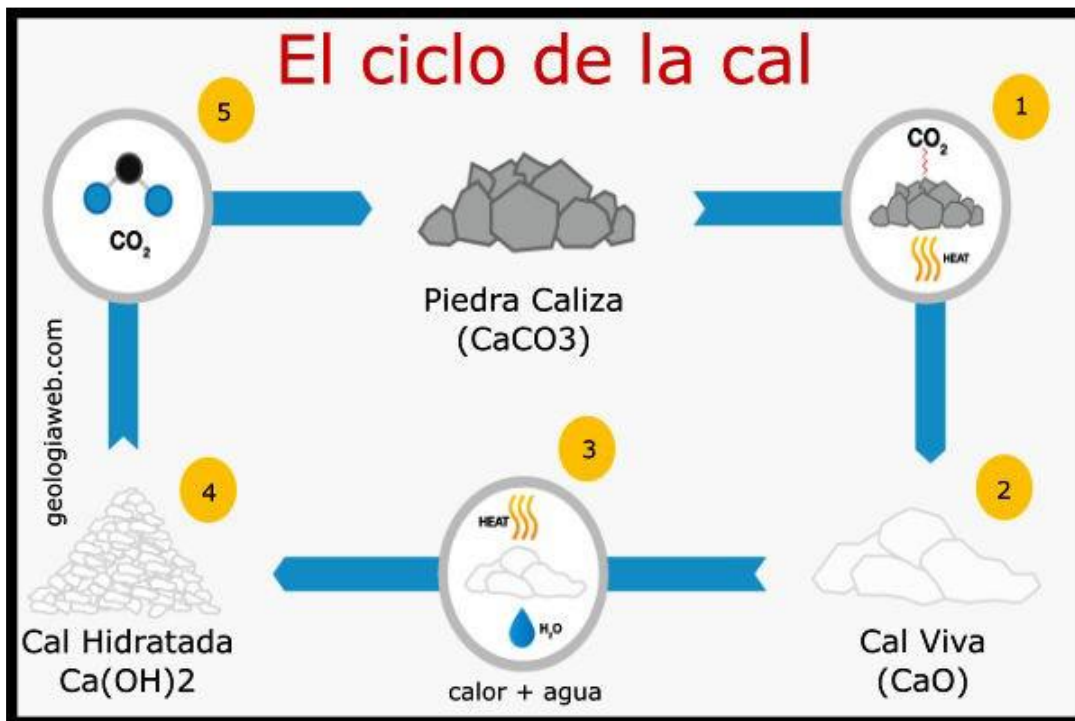 El ciclo de la cal
5
1
CO₂
HEAT
CO₂
Piedra Caliza
(CaCO3)
geologiaweb.com
4
3
2
HEAT
H₂O
Cal Hidratada
Ca(OH)2
calor + agua
Cal Viva
(CaO)